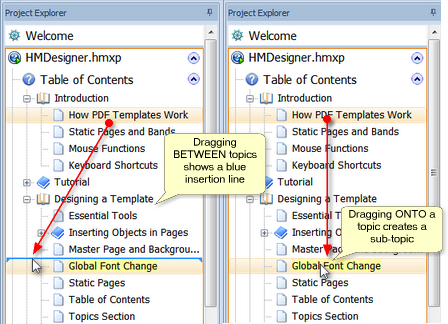 Project Explorer
Welcome
HMDesigner.hmxp
Table of Contents
Introduction
How PDF Templates Work
Static Pages and Bands
Mouse Functions
Keyboard Shortcuts
Tutorial
Designing a Template
Essential Tools
Inserting Objects in Pages
Master Page and Backgrou...
Global Font Change
Static Pages
Table of Contents
Topics Section
Dragging
BETWEEN topics
shows a blue
insertion line
Project Explorer
Welcome
HMDesigner.hmxp
Table of Contents
Introduction
How PDF Templates Work
Static Pages and Bands
Mouse Functions
Keyboard Shortcuts
Tutorial
Designing a Template
Essential T
Inserting O
Master Pag
Global Font Change
Static Pages
Table of Contents
Topics Section
Dragging ONTO a
topic creates a
sub-topic